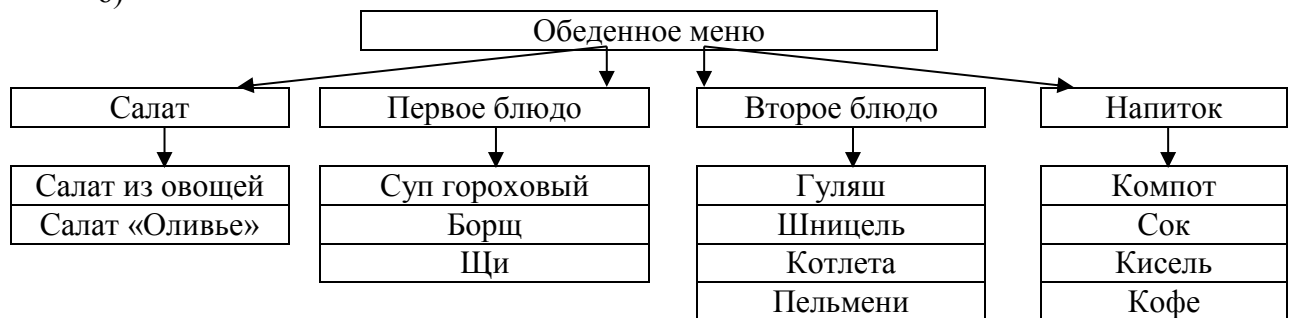 б)
Обеденное меню
Салат
Первое блюдо
Второе блюдо
Напиток
Салат из овощей
Суп гороховый
Гуляш
Компот
Салат «Оливье»
Борщ
Шницель
Сок
Щи
Котлета
Кисель
Пельмени
Кофе